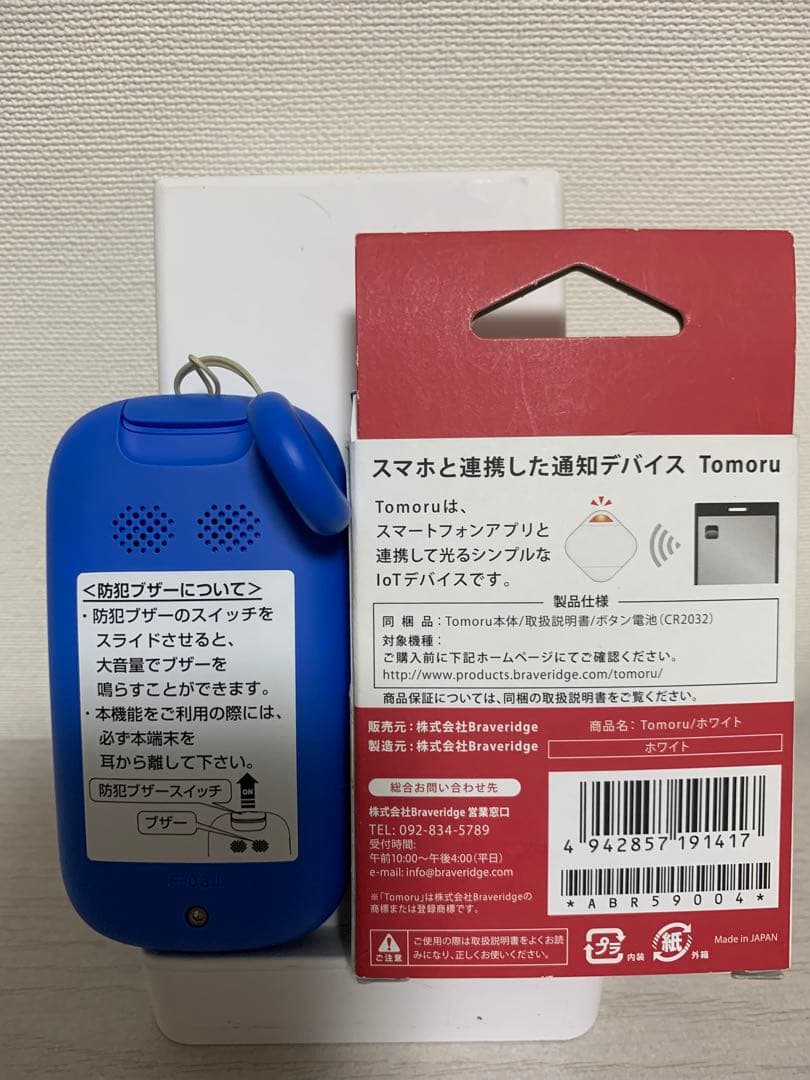 <防犯ブザーについて>
・防犯ブザーのスイッチを
スライドさせると、
大音量でブザーを
鳴らすことができます。
・本機能をご利用の際には、
必ず本端末を
耳から離して下さい。
防犯ブザースイッチ
ON
ブザー
スマホと連携した通知デバイス Tomoru
Tomoruは、
スマートフォンアプリと
連携して光るシンプルな
IoTデバイスです。
製品仕様
同 梱 品：Tomoru本体/取扱説明書/ボタン電池（CR2032）
対象機種：
ご購入前に下記ホームページにてご確認ください。
http://www.products.braveridge.com/tomoru/
商品保証については、同梱の取扱説明書をご覧ください。
販売元：株式会社Braveridge
製造元：株式会社Braveridge
商品名：Tomoru/ホワイト
ホワイト
総合お問い合わせ先
株式会社Braveridge 営業窓口
TEL: 092-834-5789
受付時間:
午前10:00～午後4:00（平日）
e-mail: info@braveridge.com
※「Tomoru」は株式会社Braveridgeの
商標または登録商標です。
4 942857 191417
*ABR59004*
ご注意
ご使用の際は取扱説明書をよくお読
みになり、正しくお使いください。
プラ
内装
紙
外箱
Made in JAPAN